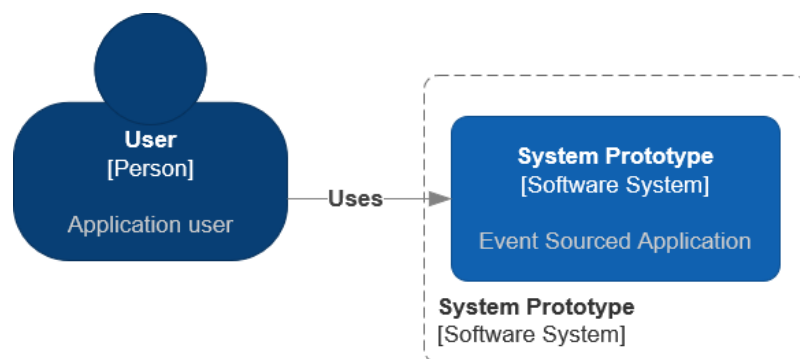 User
[Person]
Application user
Uses
System Prototype
[Software System]
Event Sourced Application
System Prototype
[Software System]